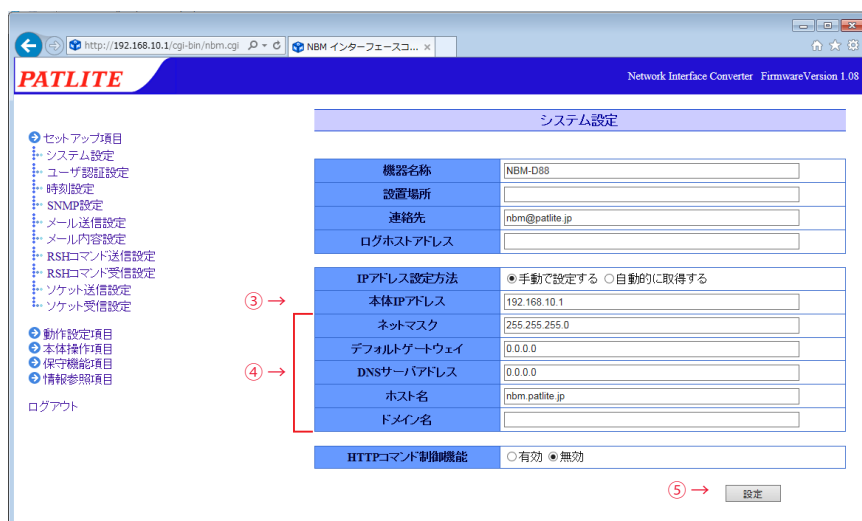 http://192.168.10.1/cgi-bin/nbm.cgi
NBM インターフェースコ... ×
PATLITE
Network Interface Converter FirmwareVersion 1.08
システム設定
セットアップ項目
システム設定
ユーザ認証設定
時刻設定
SNMP設定
メール送信設定
メール内容設定
RSHコマンド送信設定
RSHコマンド受信設定
ソケット送信設定
ソケット受信設定
動作設定項目
本体操作項目
保守機能項目
情報参照項目
ログアウト
機器名称 NBM-D88
設置場所
連絡先 nbm@patlite.jp
ログホストアドレス
IPアドレス設定方法 手動で設定する 自動的に取得する
③→ 本体IPアドレス 192.168.10.1
ネットマスク 255.255.255.0
デフォルトゲートウェイ 0.0.0.0
④→ DNSサーバアドレス 0.0.0.0
ホスト名 nbm.patlite.jp
ドメイン名
HTTPコマンド制御機能 有効 無効
⑤→ 設定